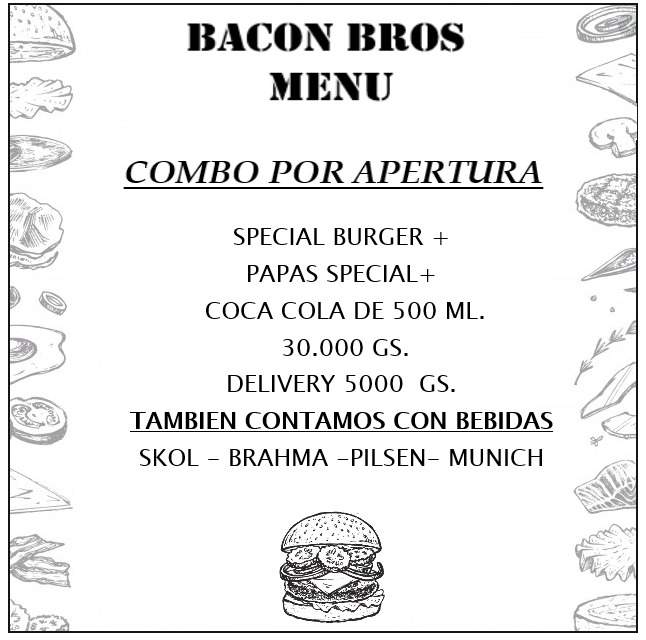 BACON BROS
MENU
COMBO POR APERTURA
SPECIAL BURGER +
PAPAS SPECIAL+
COCA COLA DE 500 ML.
30.000 GS.
DELIVERY 5000 GS.
TAMBIEN CONTAMOS CON BEBIDAS
SKOL - BRAHMA -PILSEN- MUNICH